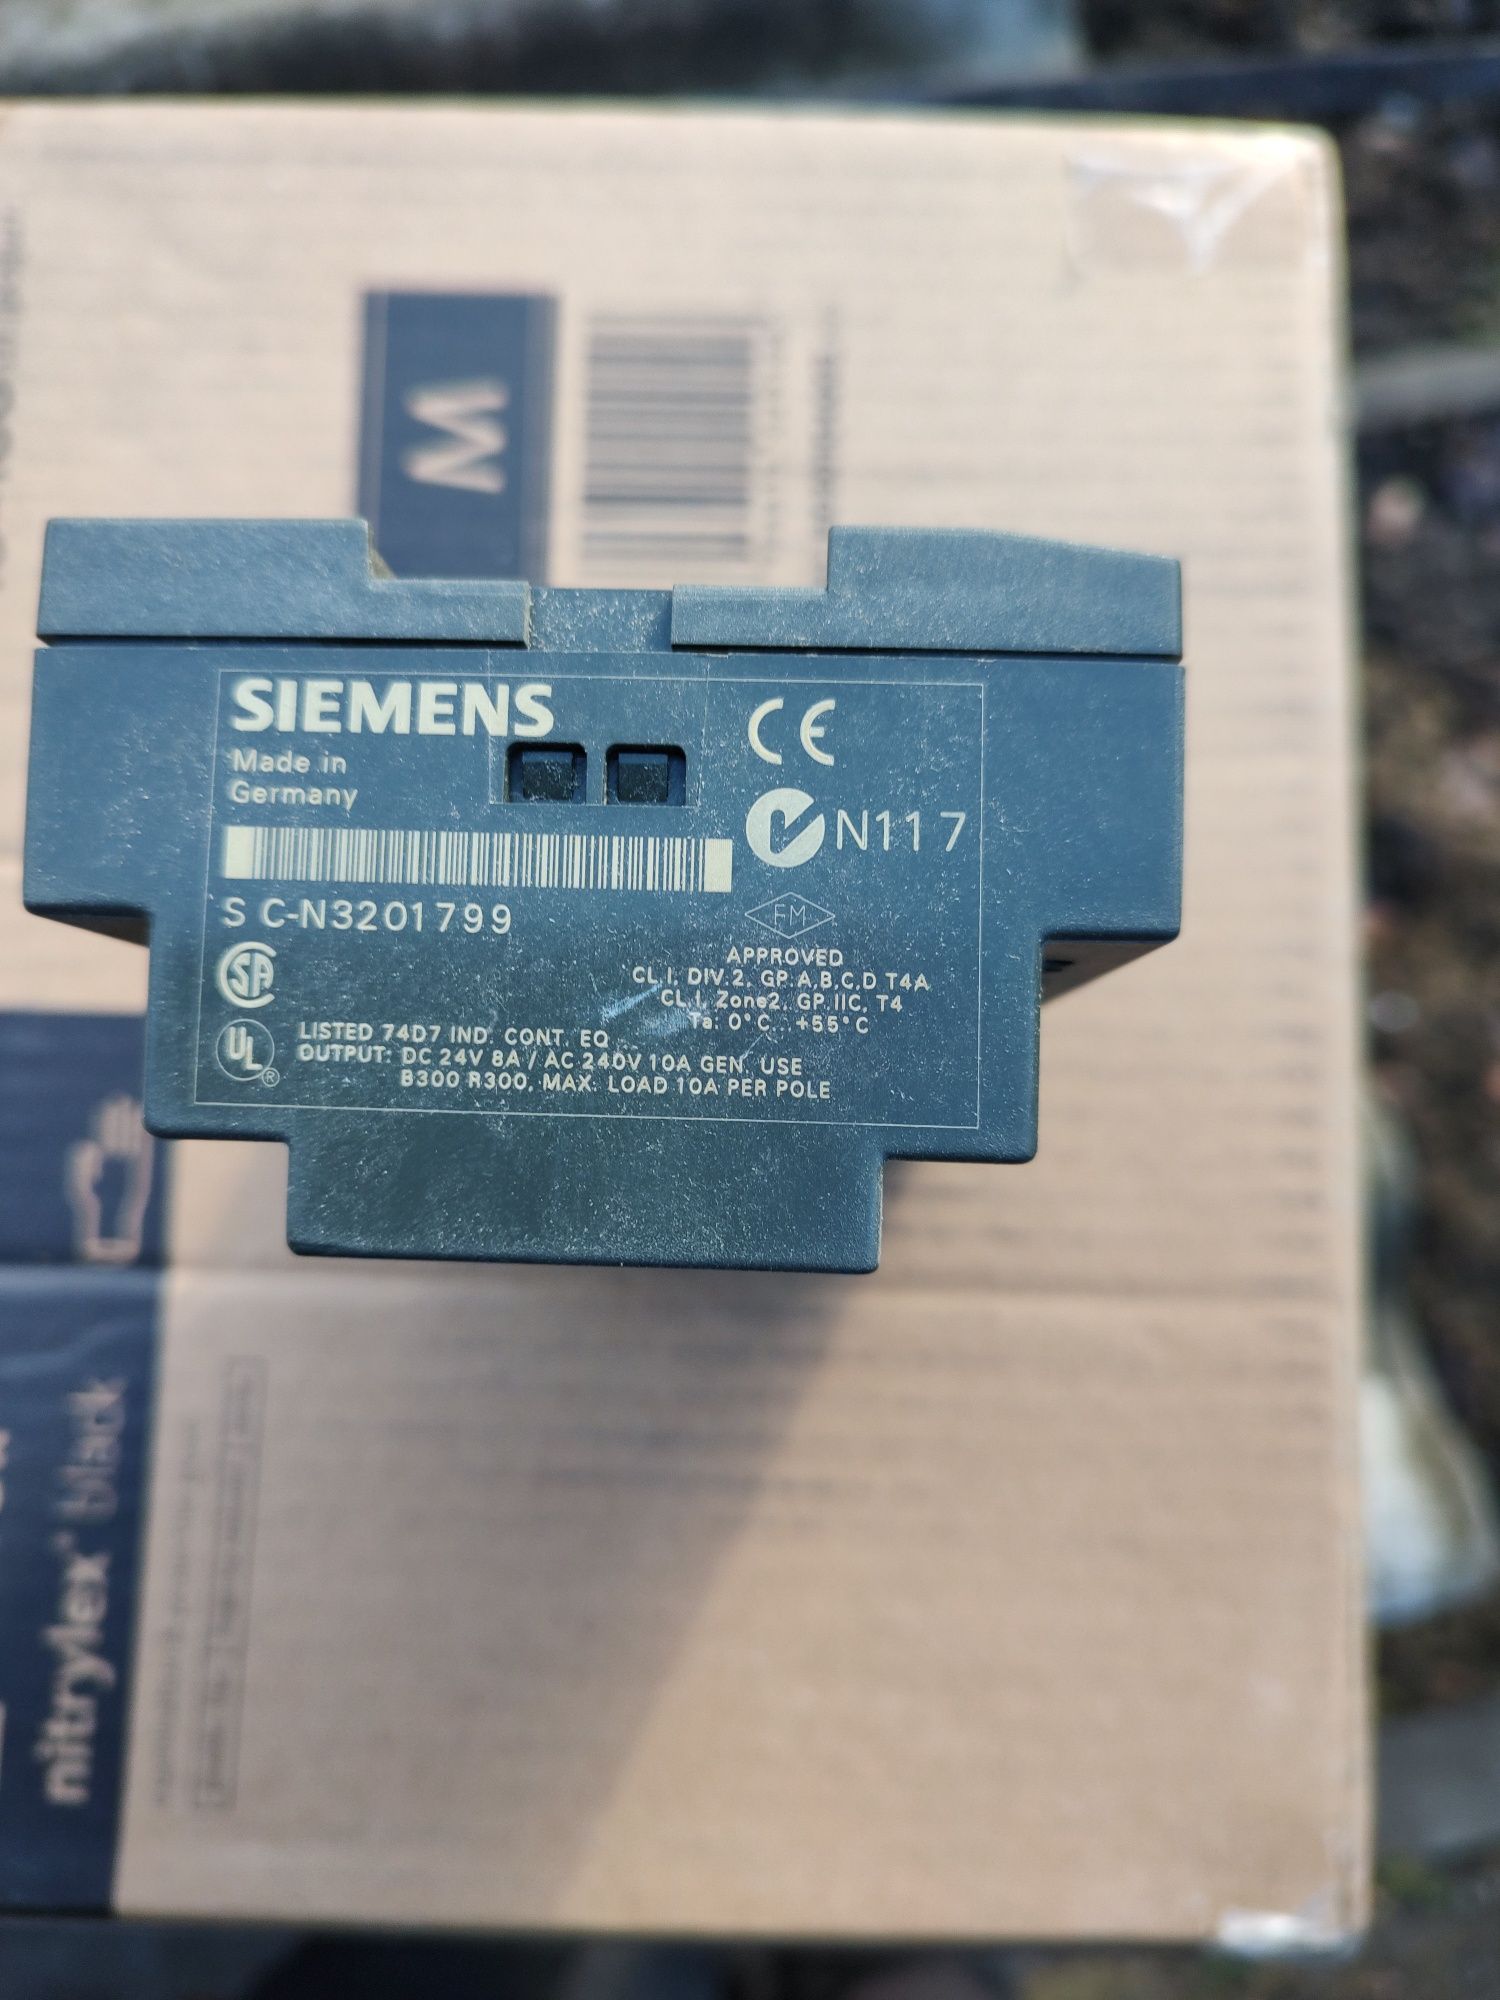 M
SIEMENS
Made in
Germany
CE
N117
S C-N3201799
FM
APPROVED
CL.I, DIV.2, GP.A,B,C,D T4A
CL.I, Zone2, GP.IIC, T4
Ta: 0°C...+55°C
SA
UL®
LISTED 74D7 IND. CONT. EQ
OUTPUT: DC 24V 8A / AC 240V 10A GEN. USE
B300 R300, MAX. LOAD 10A PER POLE
nitrylex® black